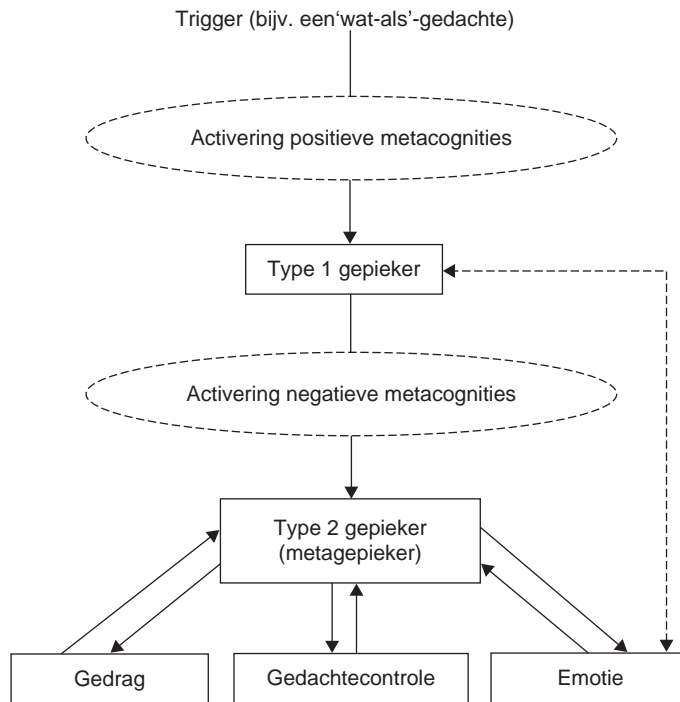 Trigger (bijv. een‘wat-als’-gedachte)
Activering positieve metacognities
Type 1 gepieker
Activering negatieve metacognities
Type 2 gepieker
(metagepieker)
Gedrag
Gedachtecontrole
Emotie